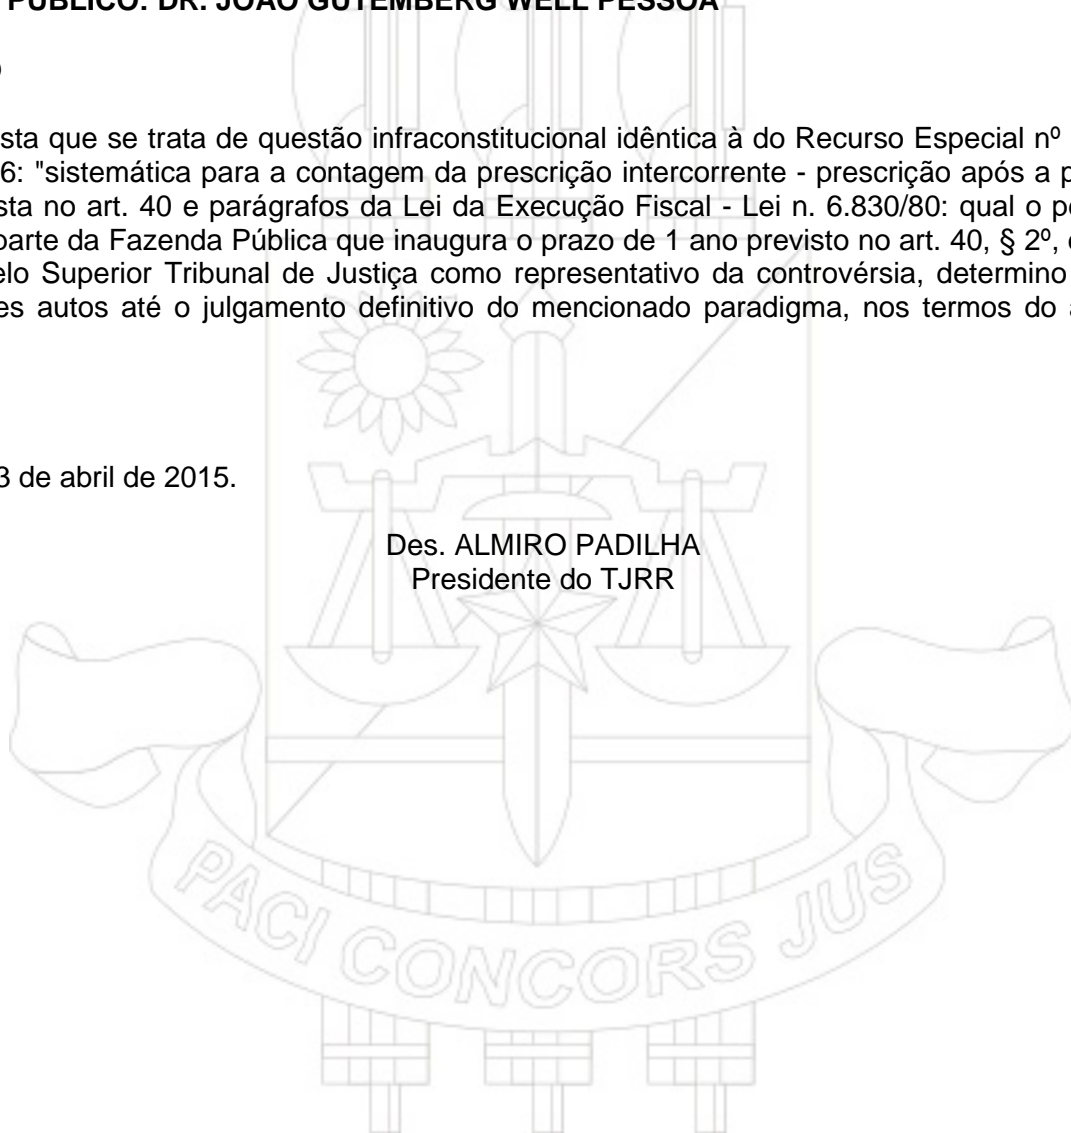 PÚBLICO: DR. JOÃO GUTEMBERG WELL PESSOA
sta que se trata de questão infraconstitucional idêntica à do Recurso Especial nº
6: "sistemática para a contagem da prescrição intercorrente - prescrição após a p
sta no art. 40 e parágrafos da Lei da Execução Fiscal - Lei n. 6.830/80: qual o pe
parte da Fazenda Pública que inaugura o prazo de 1 ano previsto no art. 40, § 2º,
elo Superior Tribunal de Justiça como representativo da controvérsia, determino
es autos até o julgamento definitivo do mencionado paradigma, nos termos do a
3 de abril de 2015.
Des. ALMIRO PADILHA
Presidente do TJRR
PACI CONCORS JUS